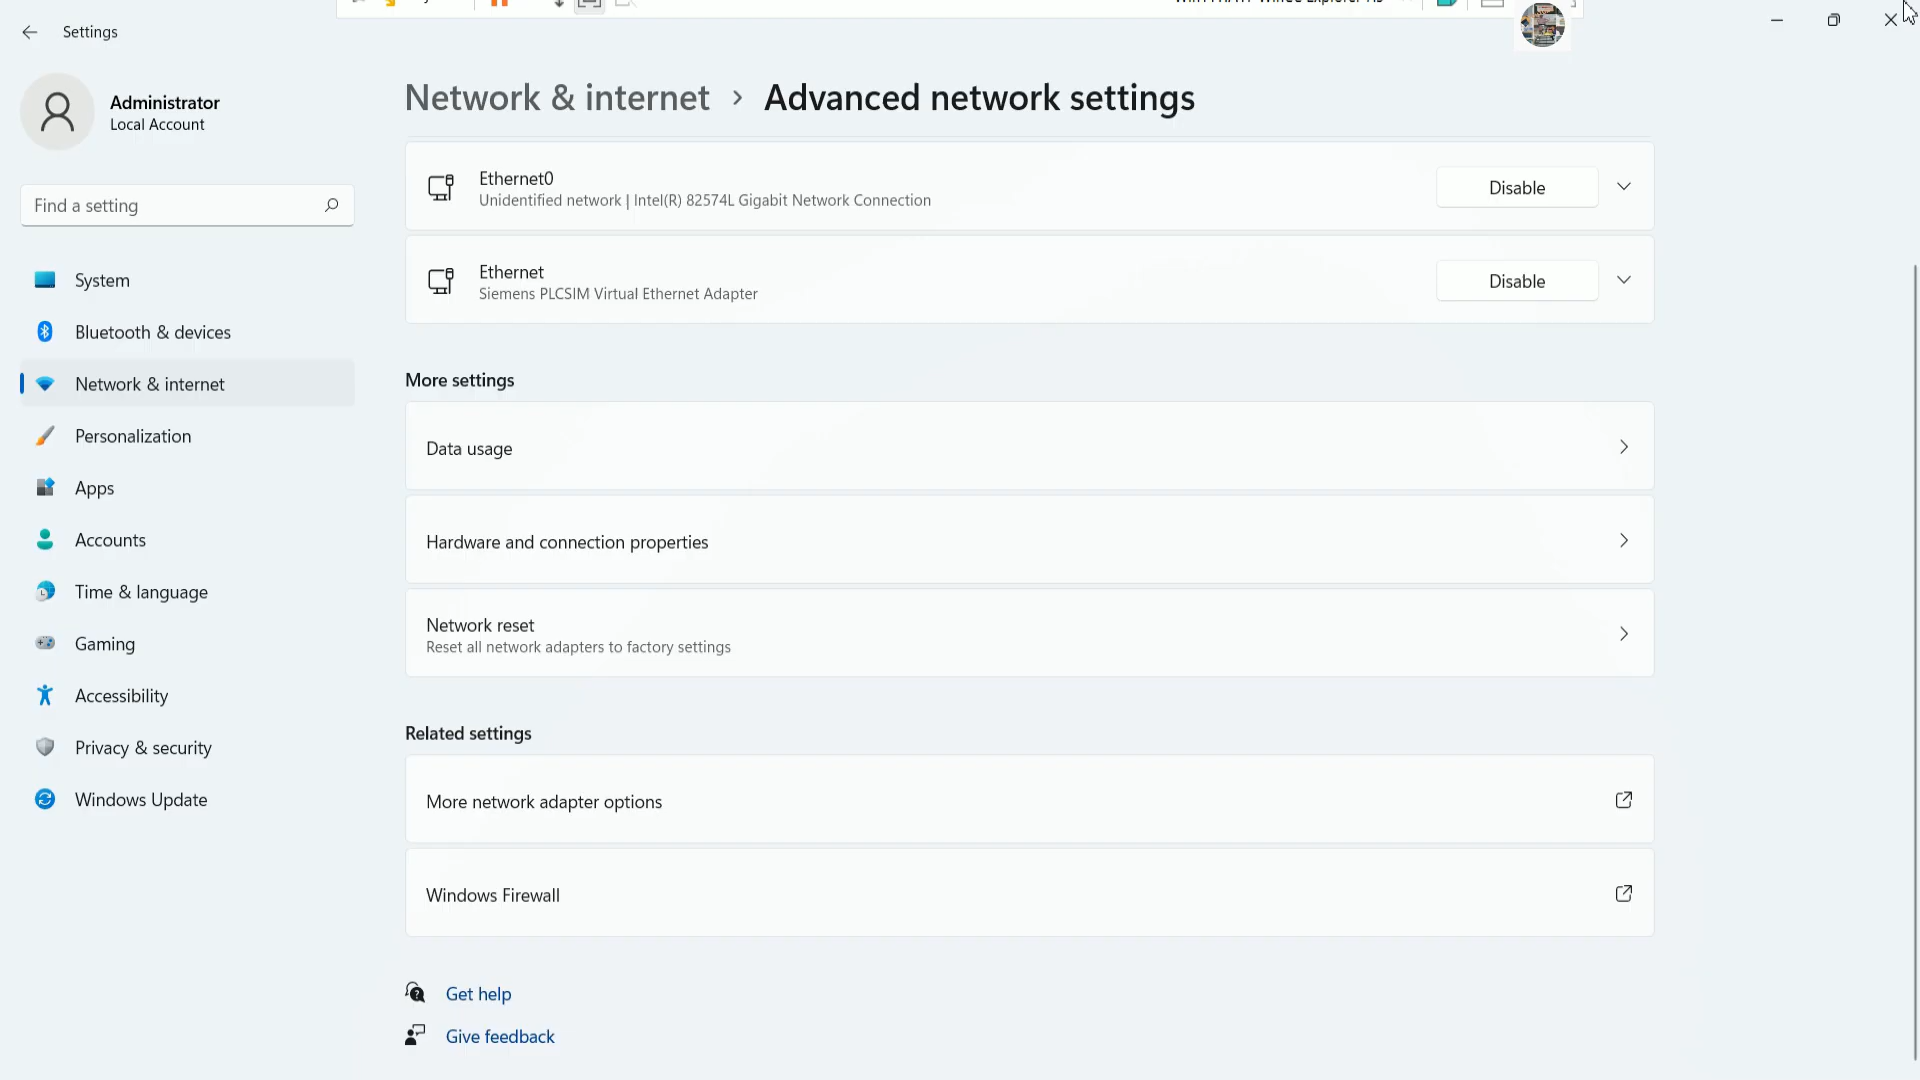 Settings
Administrator
Local Account
Find a setting
System
Bluetooth & devices
Network & internet
Personalization
Apps
Accounts
Time & language
Gaming
Accessibility
Privacy & security
Windows Update
Network & internet > Advanced network settings
Ethernet0
Unidentified network | Intel(R) 82574L Gigabit Network Connection
Disable
Ethernet
Siemens PLCSIM Virtual Ethernet Adapter
Disable
More settings
Data usage
Hardware and connection properties
Network reset
Reset all network adapters to factory settings
Related settings
More network adapter options
Windows Firewall
Get help
Give feedback